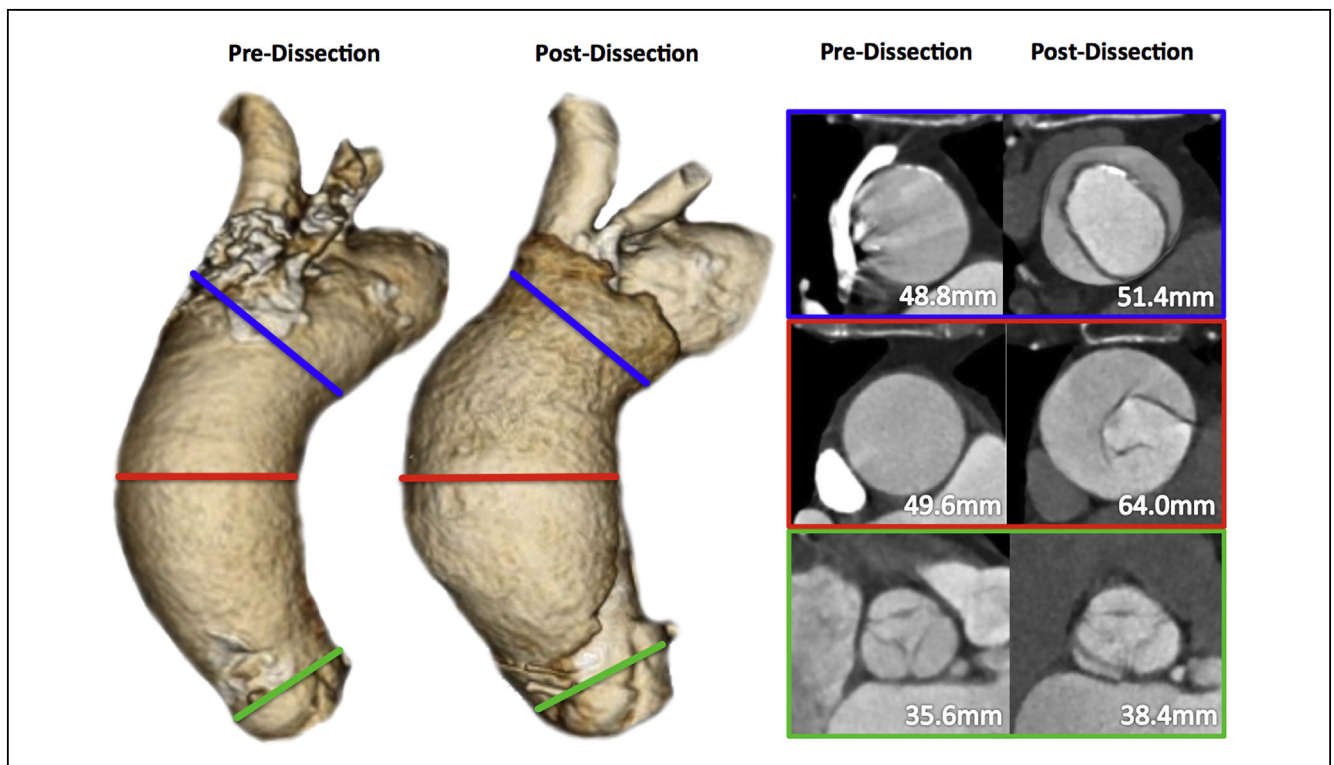 Pre-Dissection Post-Dissection Pre-Dissection Post-Dissection
48.8mm 51.4mm
49.6mm 64.0mm
35.6mm 38.4mm